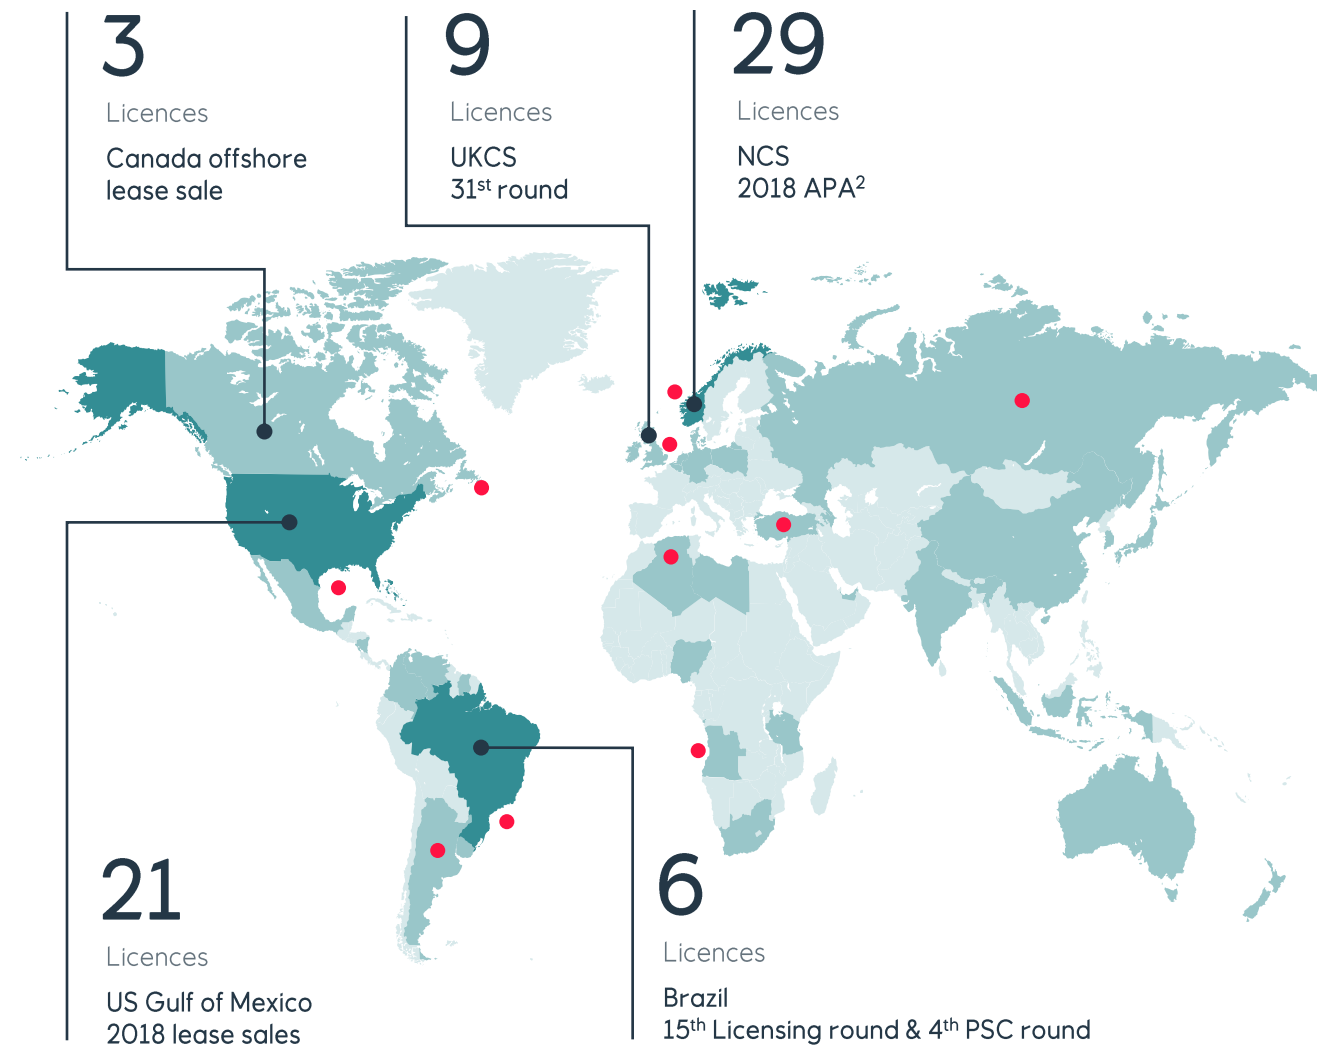 3
Licences
Canada offshore
lease sale
9
Licences
UKCS
31st round
29
Licences
NCS
2018 APA2
21
Licences
US Gulf of Mexico
2018 lease sales
6
Licences
Brazil
15th Licensing round & 4th PSC round